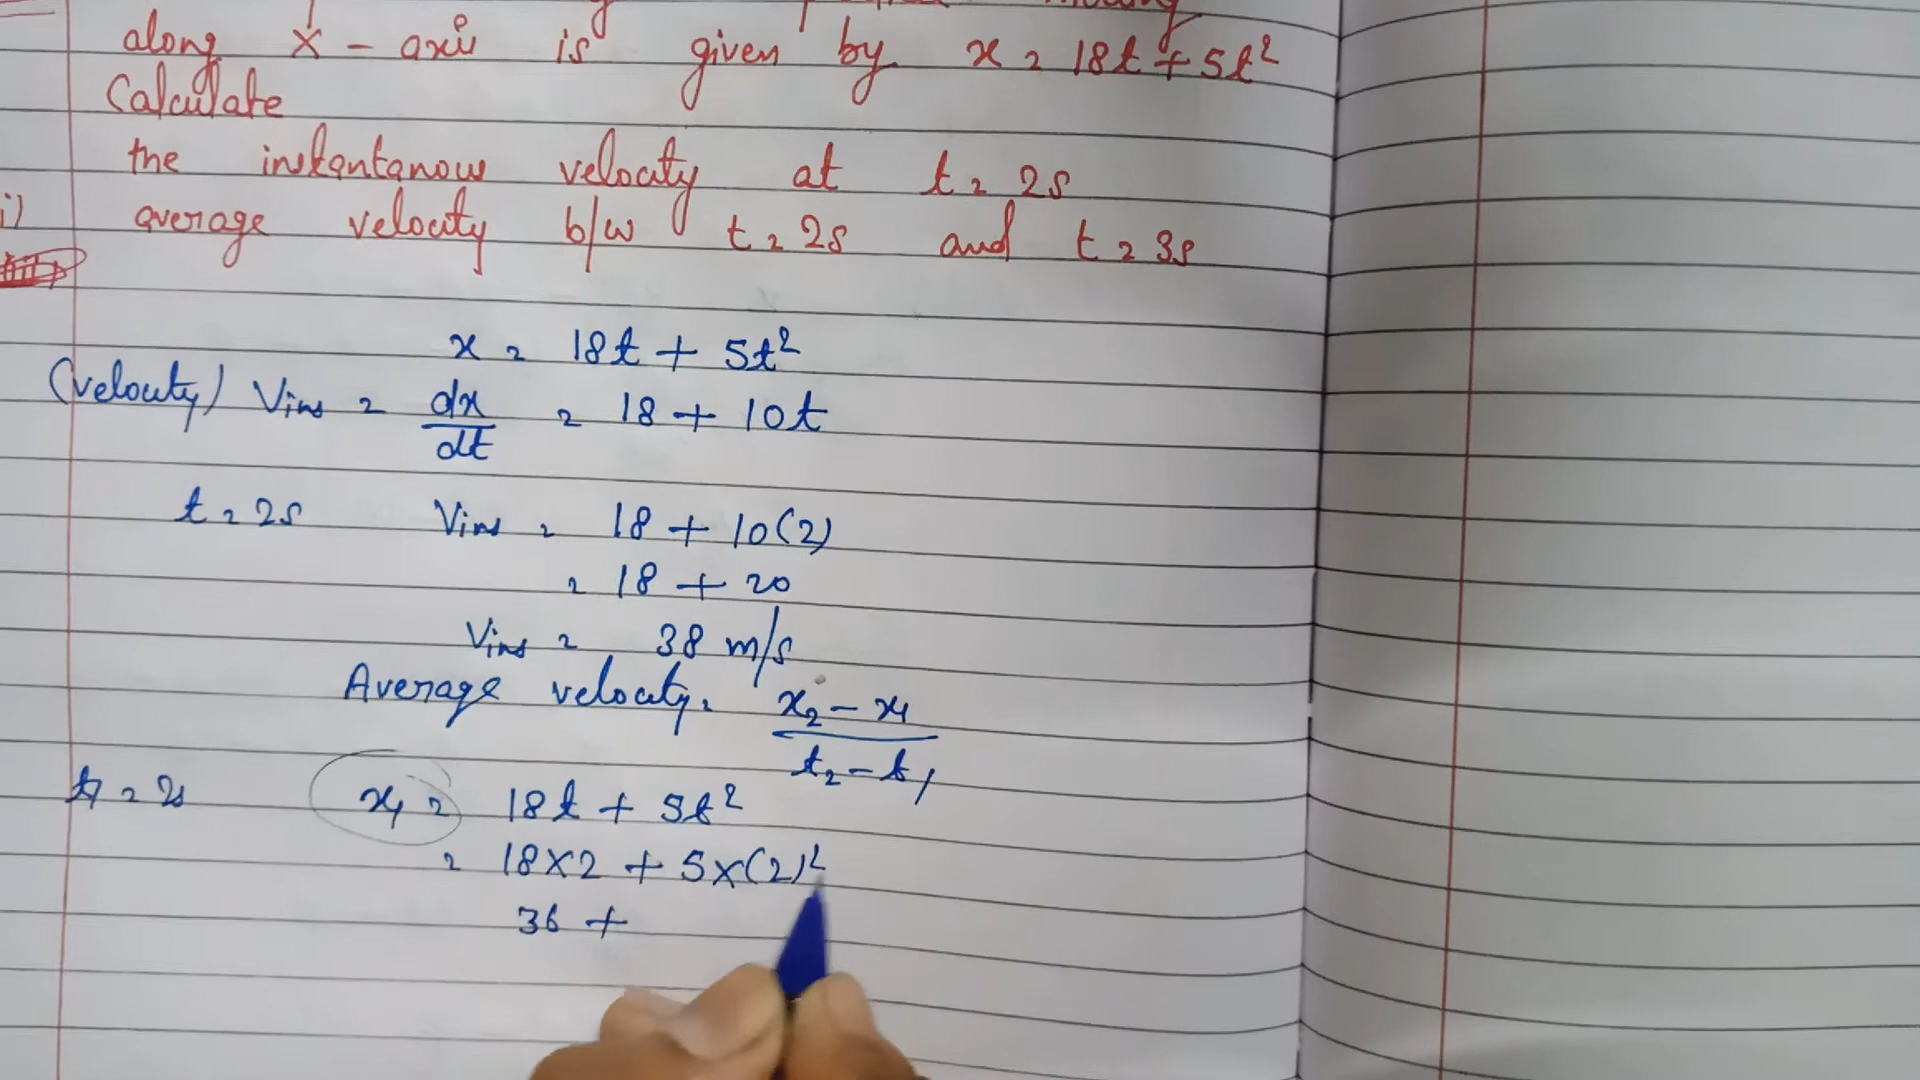 along X - axis is given by x = 18t + 5t²
Calculate
the instantanous velocity at t = 2s
i) average velocity b/w t = 2s and t = 3s
x = 18t + 5t²
(velocity) Vins = dx/dt = 18 + 10t
t = 2s Vins = 18 + 10(2)
= 18 + 20
Vins = 38 m/s
Average velocity = x₂ - x₁ / t₂ - t₁
t₁ = 2s x₁ = 18t + 5t²
= 18×2 + 5×(2)²
36 +